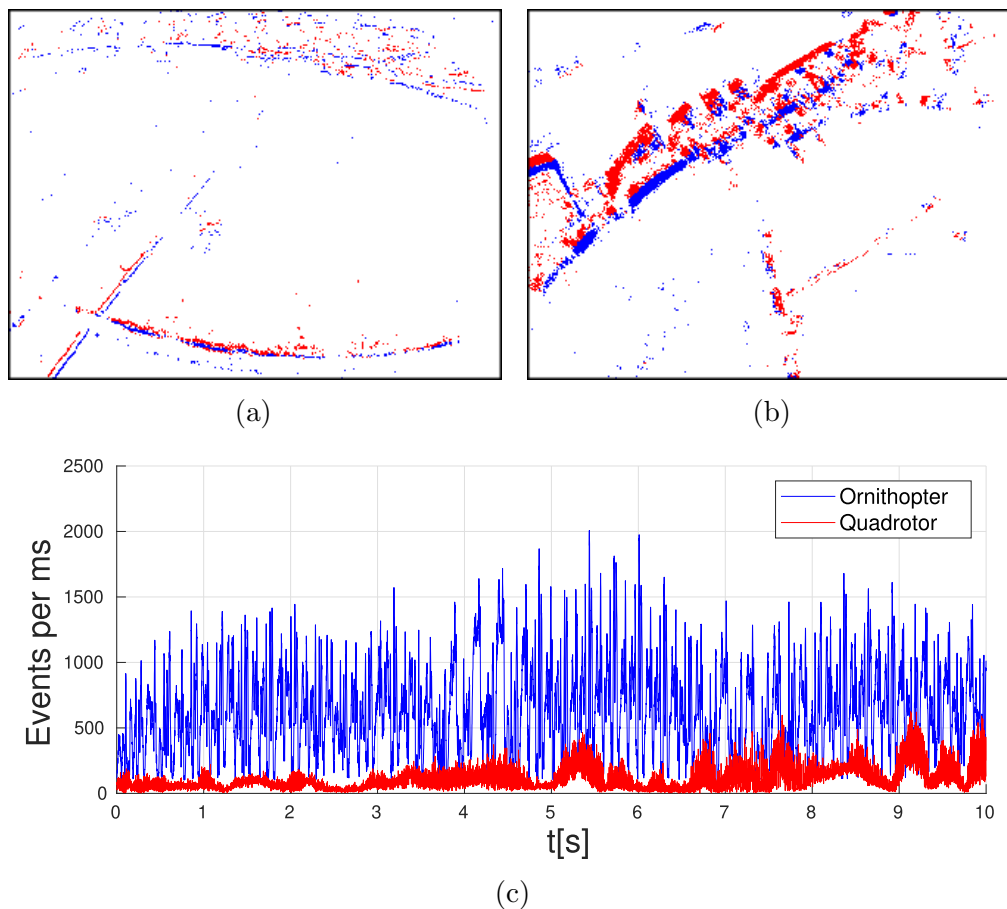 (a)
(b)
2500
2000
1500
1000
500
0
Events per ms
Ornithopter
Quadrotor
0 1 2 3 4 5 6 7 8 9 10
t[s]
(c)